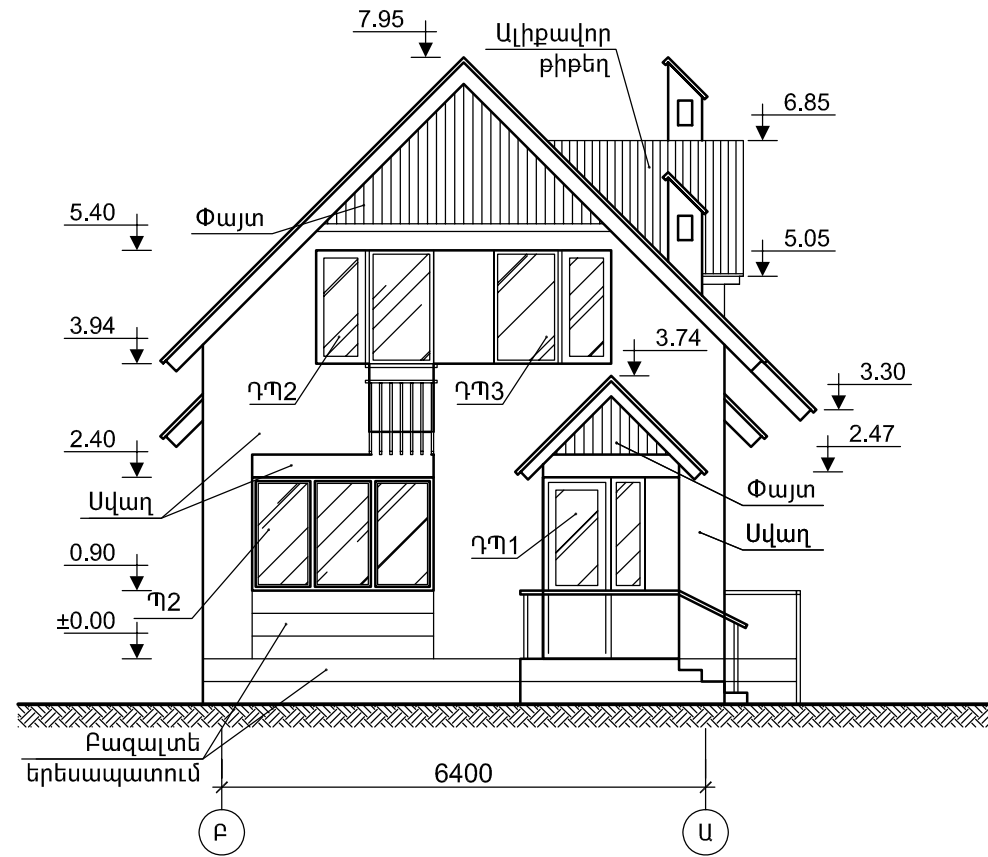 7.95
Ալիքավոր
թիթեղ
6.85
5.40
Փայտ
5.05
3.94
3.74
ԴՊ2
ԴՊ3
3.30
2.40
2.47
Սվաղ
Փայտ
ԴՊ1
Սվաղ
0.90
Պ2
±0.00
Բազալտե
երեսապատում
6400
Բ
Ա